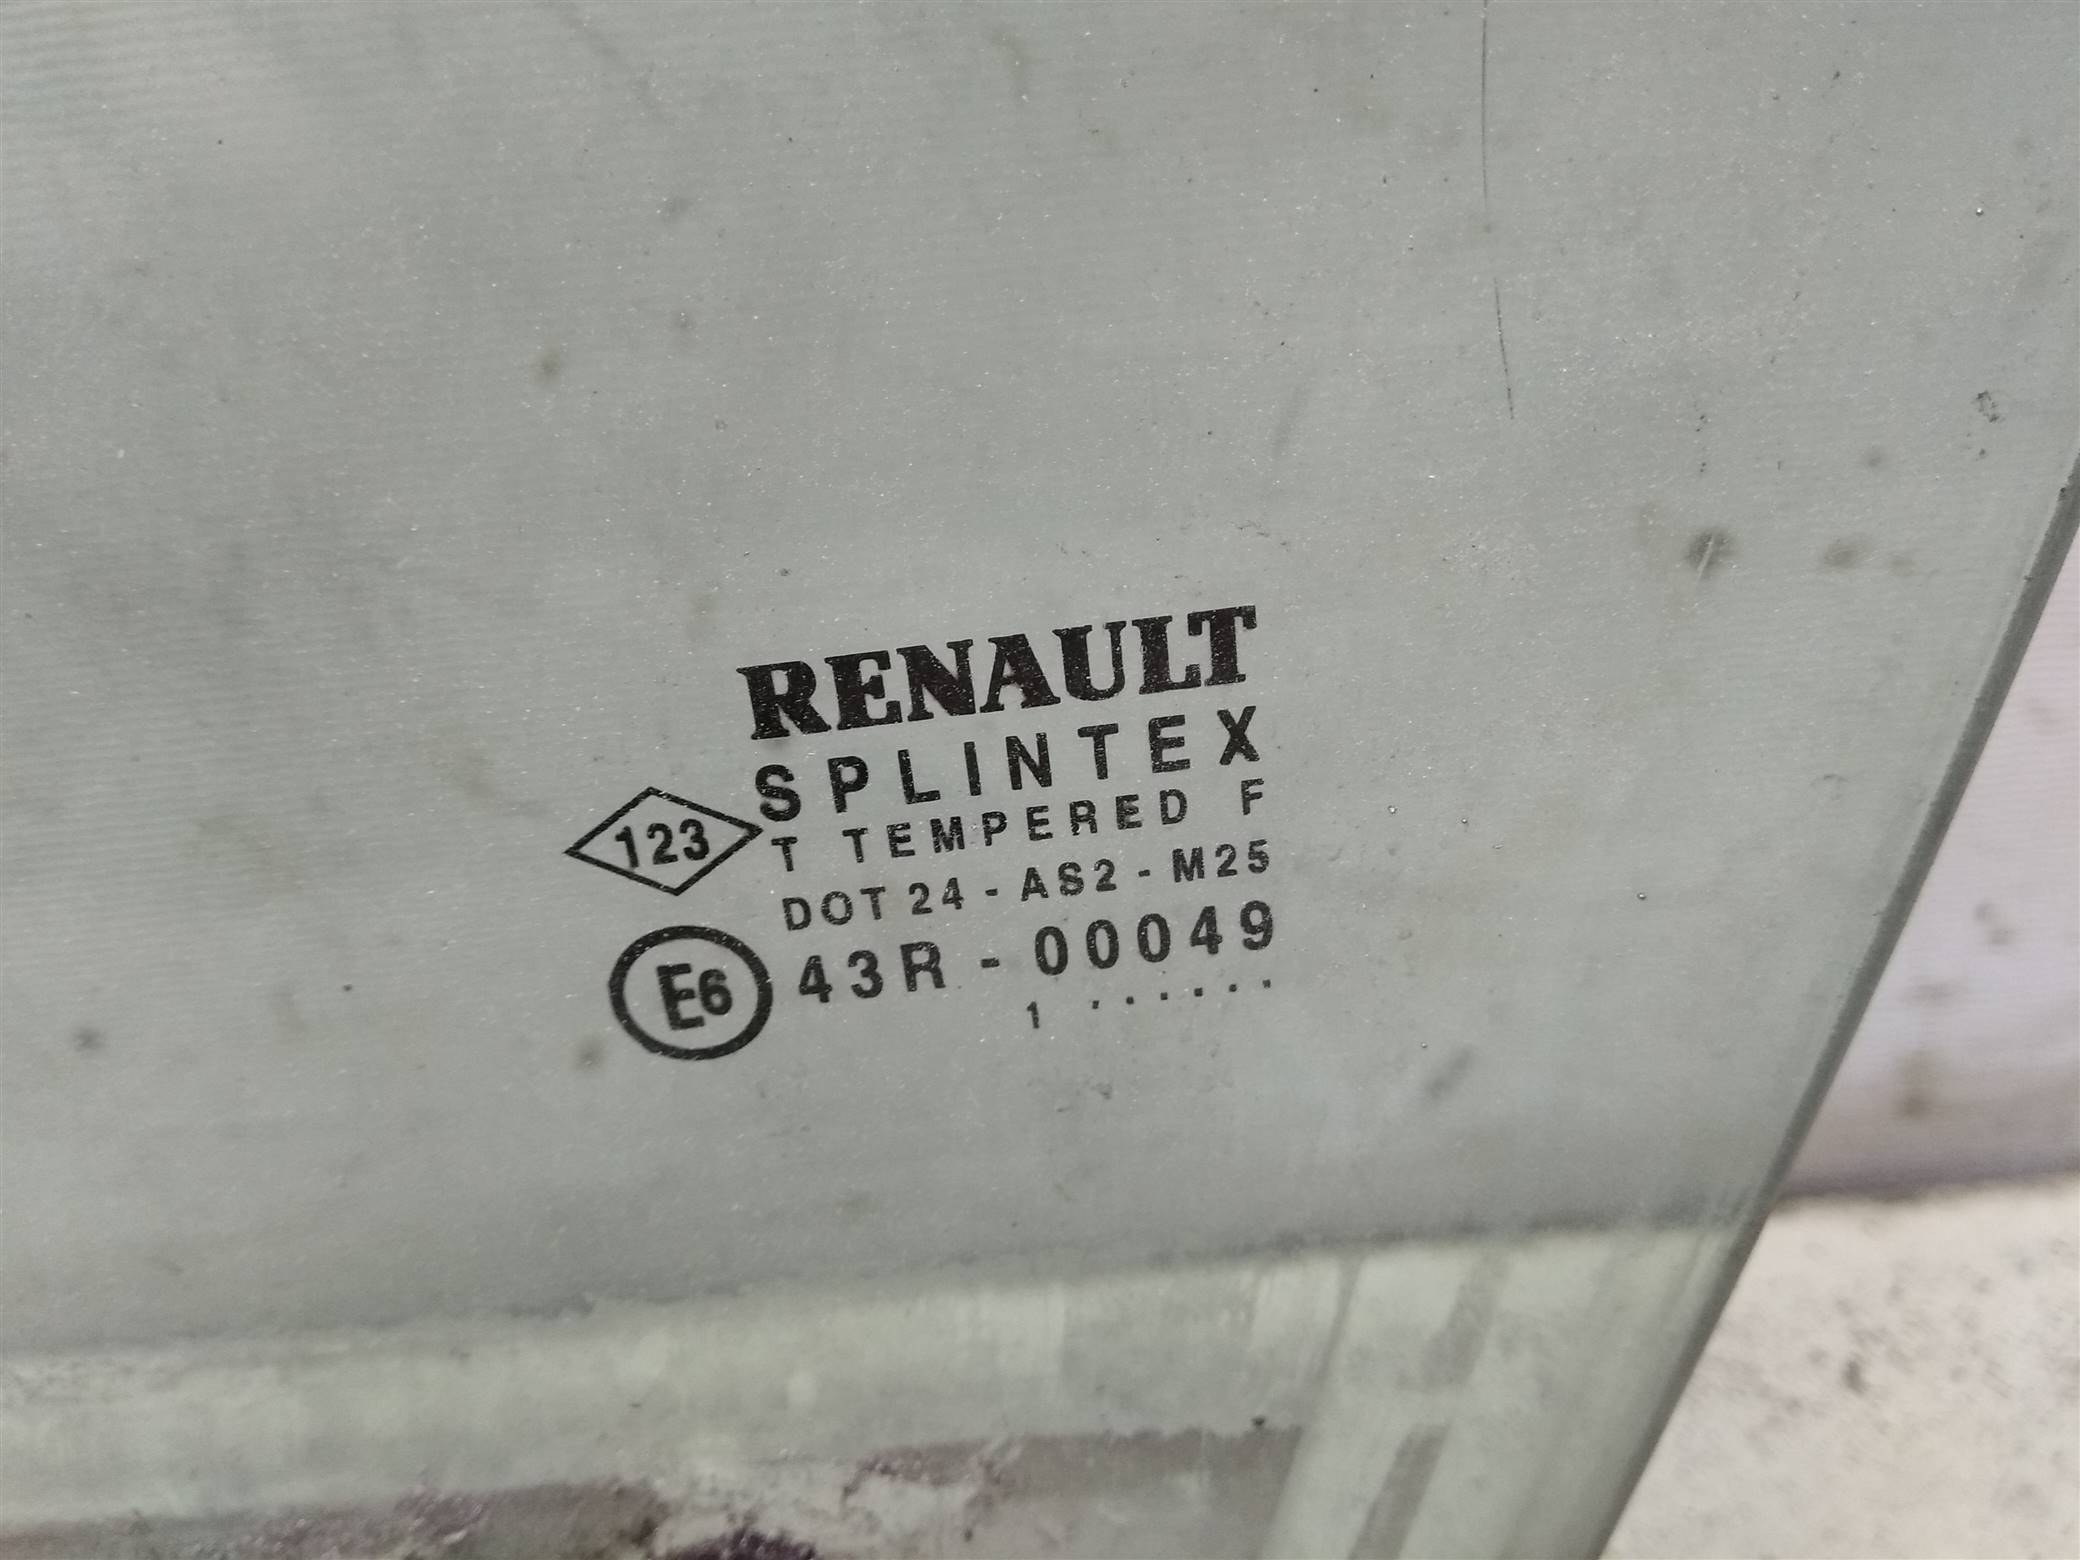 RENAULT
SPLINTEX
123
T TEMPERED F
DOT 24 - AS2 - M25
E6 43R - 00049
1 . . . . . .